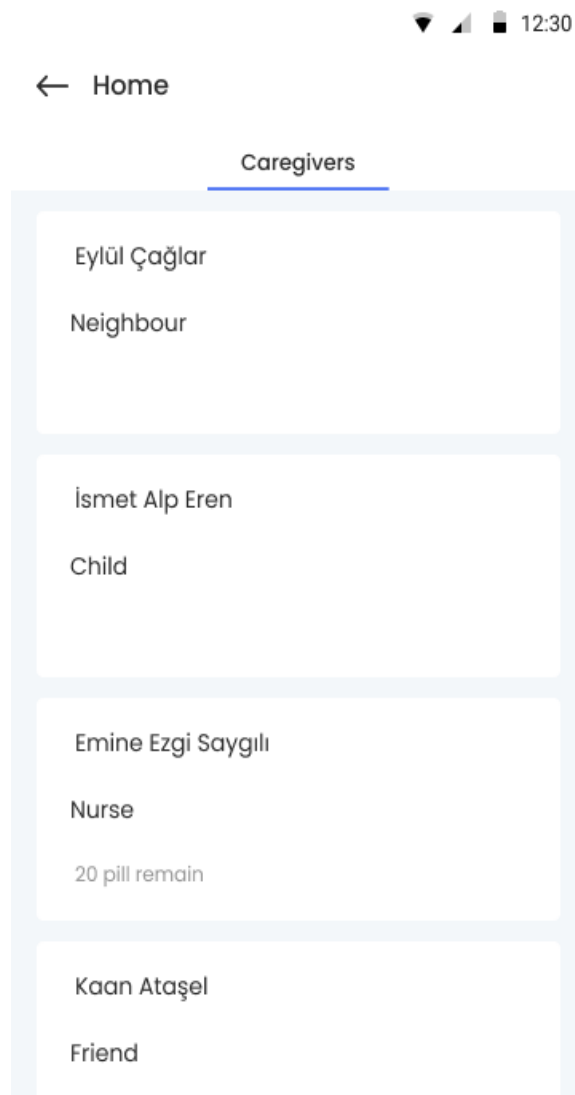 12:30
Home
Caregivers
Eylül Çağlar
Neighbour
İsmet Alp Eren
Child
Emine Ezgi Saygılı
Nurse
20 pill remain
Kaan Ataşel
Friend